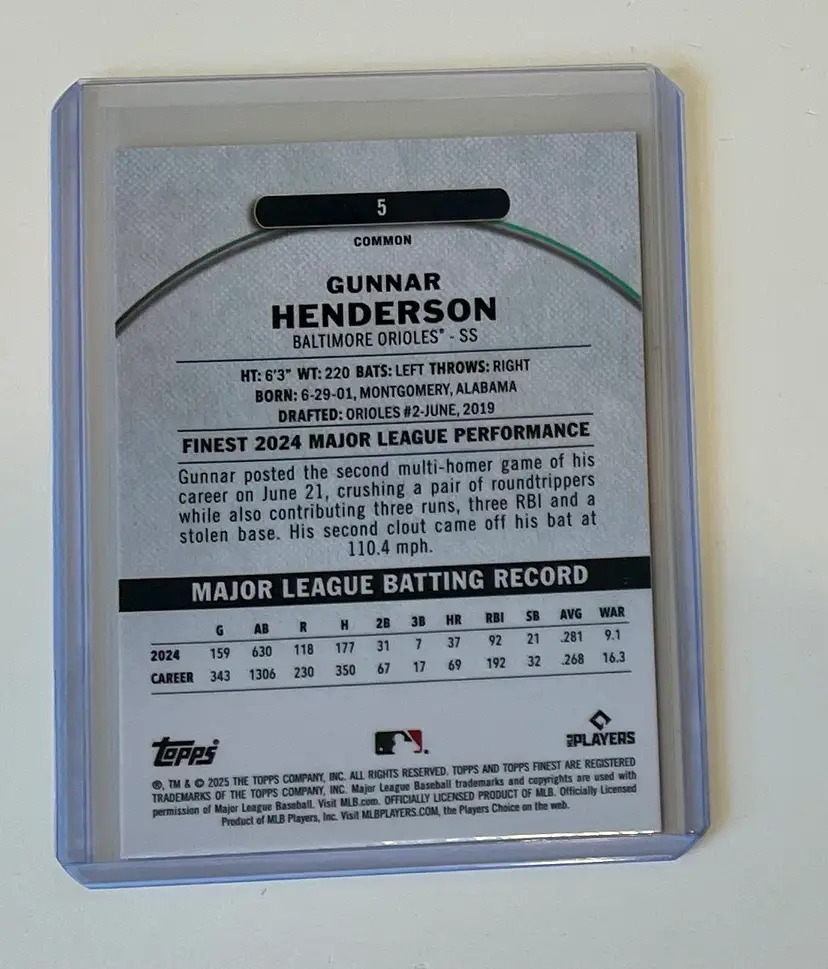 5
COMMON
GUNNAR
HENDERSON
BALTIMORE ORIOLES® - SS
HT: 6'3" WT: 220 BATS: LEFT THROWS: RIGHT
BORN: 6-29-01, MONTGOMERY, ALABAMA
DRAFTED: ORIOLES #2-JUNE, 2019
FINEST 2024 MAJOR LEAGUE PERFORMANCE
Gunnar posted the second multi-homer game of his
career on June 21, crushing a pair of roundtrippers
while also contributing three runs, three RBI and a
stolen base. His second clout came off his bat at
110.4 mph.
MAJOR LEAGUE BATTING RECORD
G AB R H 2B 3B HR RBI SB AVG WAR
2024 159 630 118 177 31 7 37 92 21 .281 9.1
CAREER 343 1306 230 350 67 17 69 192 32 .268 16.3
topps®
MLB PLAYERS
®, TM & © 2025 THE TOPPS COMPANY, INC. ALL RIGHTS RESERVED. TOPPS AND TOPPS FINEST ARE REGISTERED
TRADEMARKS OF THE TOPPS COMPANY, INC. Major League Baseball trademarks and copyrights are used with
permission of Major League Baseball. Visit MLB.com. OFFICIALLY LICENSED PRODUCT OF MLB. Officially Licensed
Product of MLB Players, Inc. Visit MLBPLAYERS.COM, the Players Choice on the web.